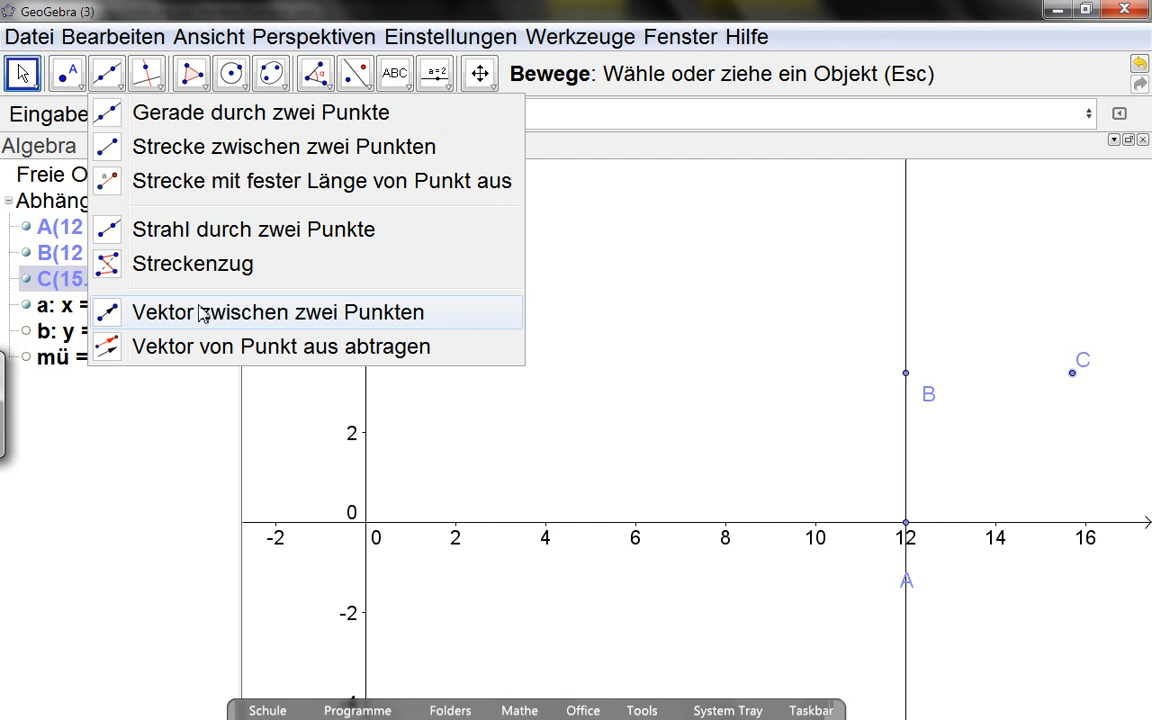 GeoGebra (3)
Datei Bearbeiten Ansicht Perspektiven Einstellungen Werkzeuge Fenster Hilfe
A
ABC
a=2
Bewege: Wähle oder ziehe ein Objekt (Esc)
Eingabe
Algebra
Freie O
Abhäng
A(12
B(12
C(15.
a: x =
b: y =
mü =
Gerade durch zwei Punkte
Strecke zwischen zwei Punkten
Strecke mit fester Länge von Punkt aus
Strahl durch zwei Punkte
Streckenzug
Vektor zwischen zwei Punkten
Vektor von Punkt aus abtragen
C
B
2
0
-2 0 2 4 6 8 10 12 14 16
A
-2
Schule Programme Folders Mathe Office Tools System Tray Taskbar